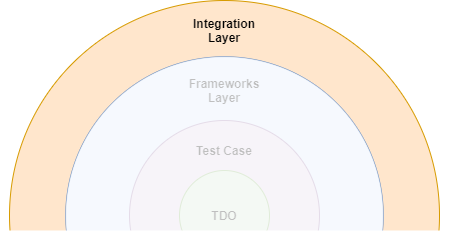 Integration
Layer
Frameworks
Layer
Test Case
TDO